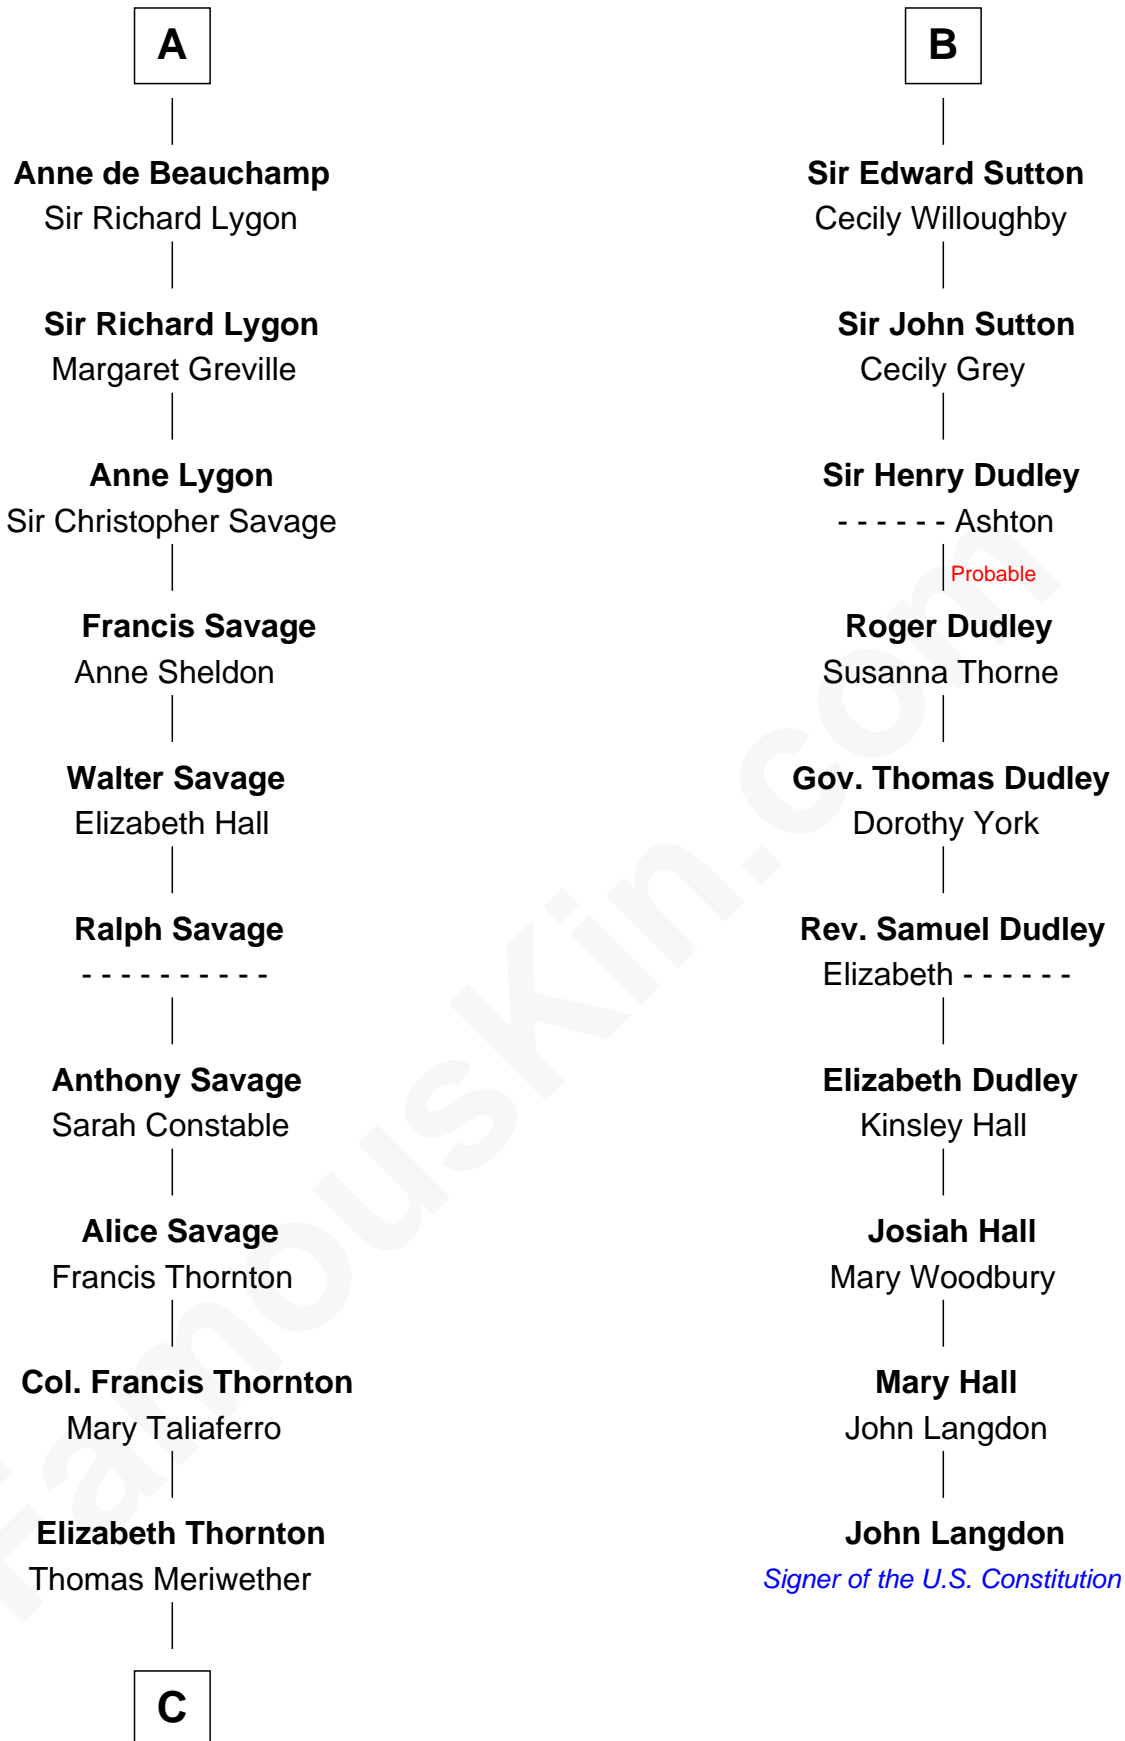 A
Anne de Beauchamp
Sir Richard Lygon
Sir Richard Lygon
Margaret Greville
Anne Lygon
Sir Christopher Savage
Francis Savage
Anne Sheldon
Walter Savage
Elizabeth Hall
Ralph Savage
- - - - - - - - - -
Anthony Savage
Sarah Constable
Alice Savage
Francis Thornton
Col. Francis Thornton
Mary Taliaferro
Elizabeth Thornton
Thomas Meriwether
C
B
Sir Edward Sutton
Cecily Willoughby
Sir John Sutton
Cecily Grey
Sir Henry Dudley
- - - - - - Ashton
Probable
Roger Dudley
Susanna Thorne
Gov. Thomas Dudley
Dorothy York
Rev. Samuel Dudley
Elizabeth - - - - - -
Elizabeth Dudley
Kinsley Hall
Josiah Hall
Mary Woodbury
Mary Hall
John Langdon
John Langdon
Signer of the U.S. Constitution
FamousKin.com